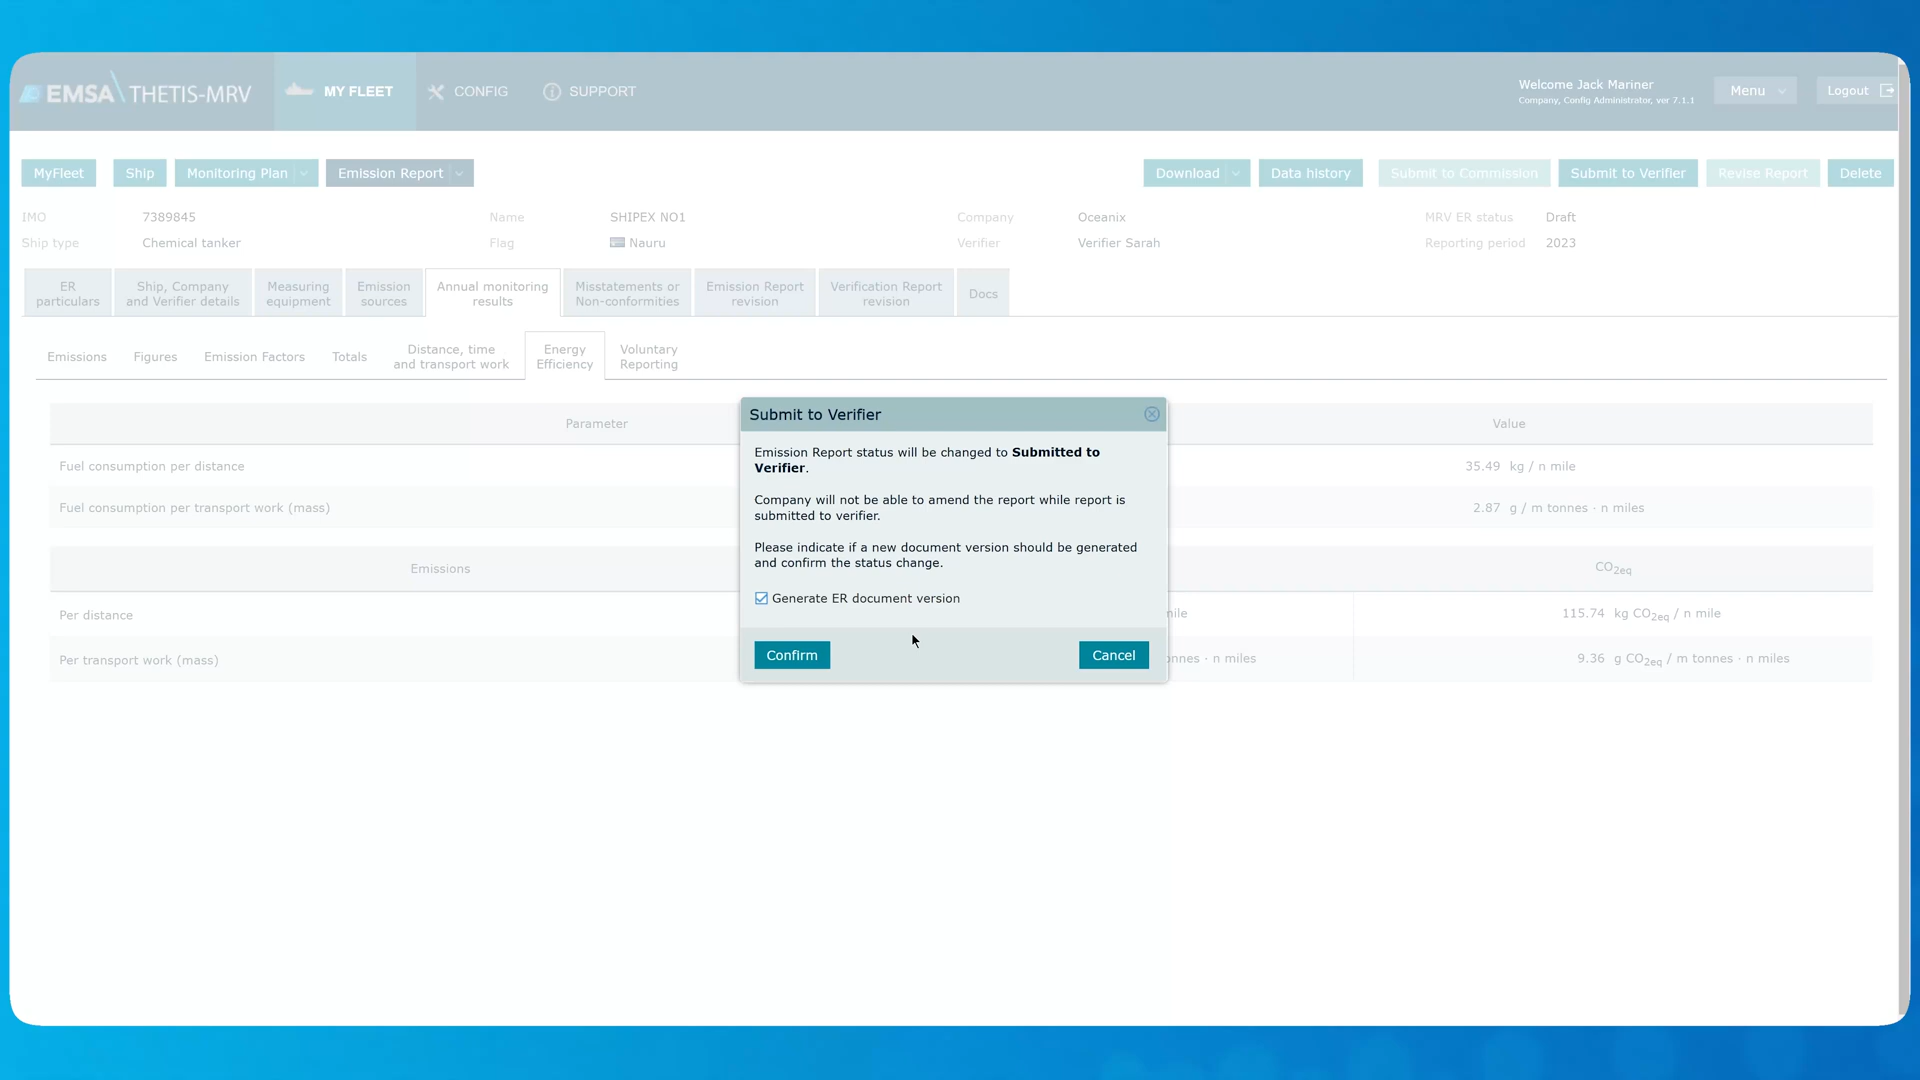 EMSA THETIS-MRV
MY FLEET
CONFIG
SUPPORT
Welcome Jack Mariner
Company, Config Administrator, ver 7.1.1
Menu
Logout
MyFleet
Ship
Monitoring Plan
Emission Report
Download
Data history
Submit to Commission
Submit to Verifier
Revise Report
Delete
IMO 7389845 Name SHIPEX NO1 Company Oceanix MRV ER status Draft
Ship type Chemical tanker Flag Nauru Verifier Verifier Sarah Reporting period 2023
ER
particulars
Ship, Company
and Verifier details
Measuring
equipment
Emission
sources
Annual monitoring
results
Misstatements or
Non-conformities
Emission Report
revision
Verification Report
revision
Docs
Emissions
Figures
Emission Factors
Totals
Distance, time
and transport work
Energy
Efficiency
Voluntary
Reporting
Parameter Value
Fuel consumption per distance 35.49 kg / n mile
Fuel consumption per transport work (mass) 2.87 g / m tonnes · n miles
Emissions CO2eq
Per distance 115.74 kg CO2eq / n mile
Per transport work (mass) n miles 9.36 g CO2eq / m tonnes · n miles
Submit to Verifier
Emission Report status will be changed to Submitted to
Verifier.
Company will not be able to amend the report while report is
submitted to verifier.
Please indicate if a new document version should be generated
and confirm the status change.
Generate ER document version
Confirm
Cancel